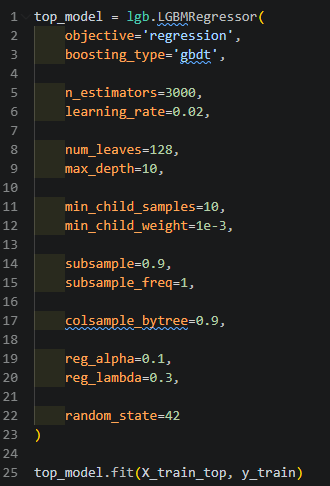 1 top_model = lgb.LGBMRegressor(
2     objective='regression',
3     boosting_type='gbdt',
4
5     n_estimators=3000,
6     learning_rate=0.02,
7
8     num_leaves=128,
9     max_depth=10,
10
11     min_child_samples=10,
12     min_child_weight=1e-3,
13
14     subsample=0.9,
15     subsample_freq=1,
16
17     colsample_bytree=0.9,
18
19     reg_alpha=0.1,
20     reg_lambda=0.3,
21
22     random_state=42
23 )
24
25 top_model.fit(X_train_top, y_train)